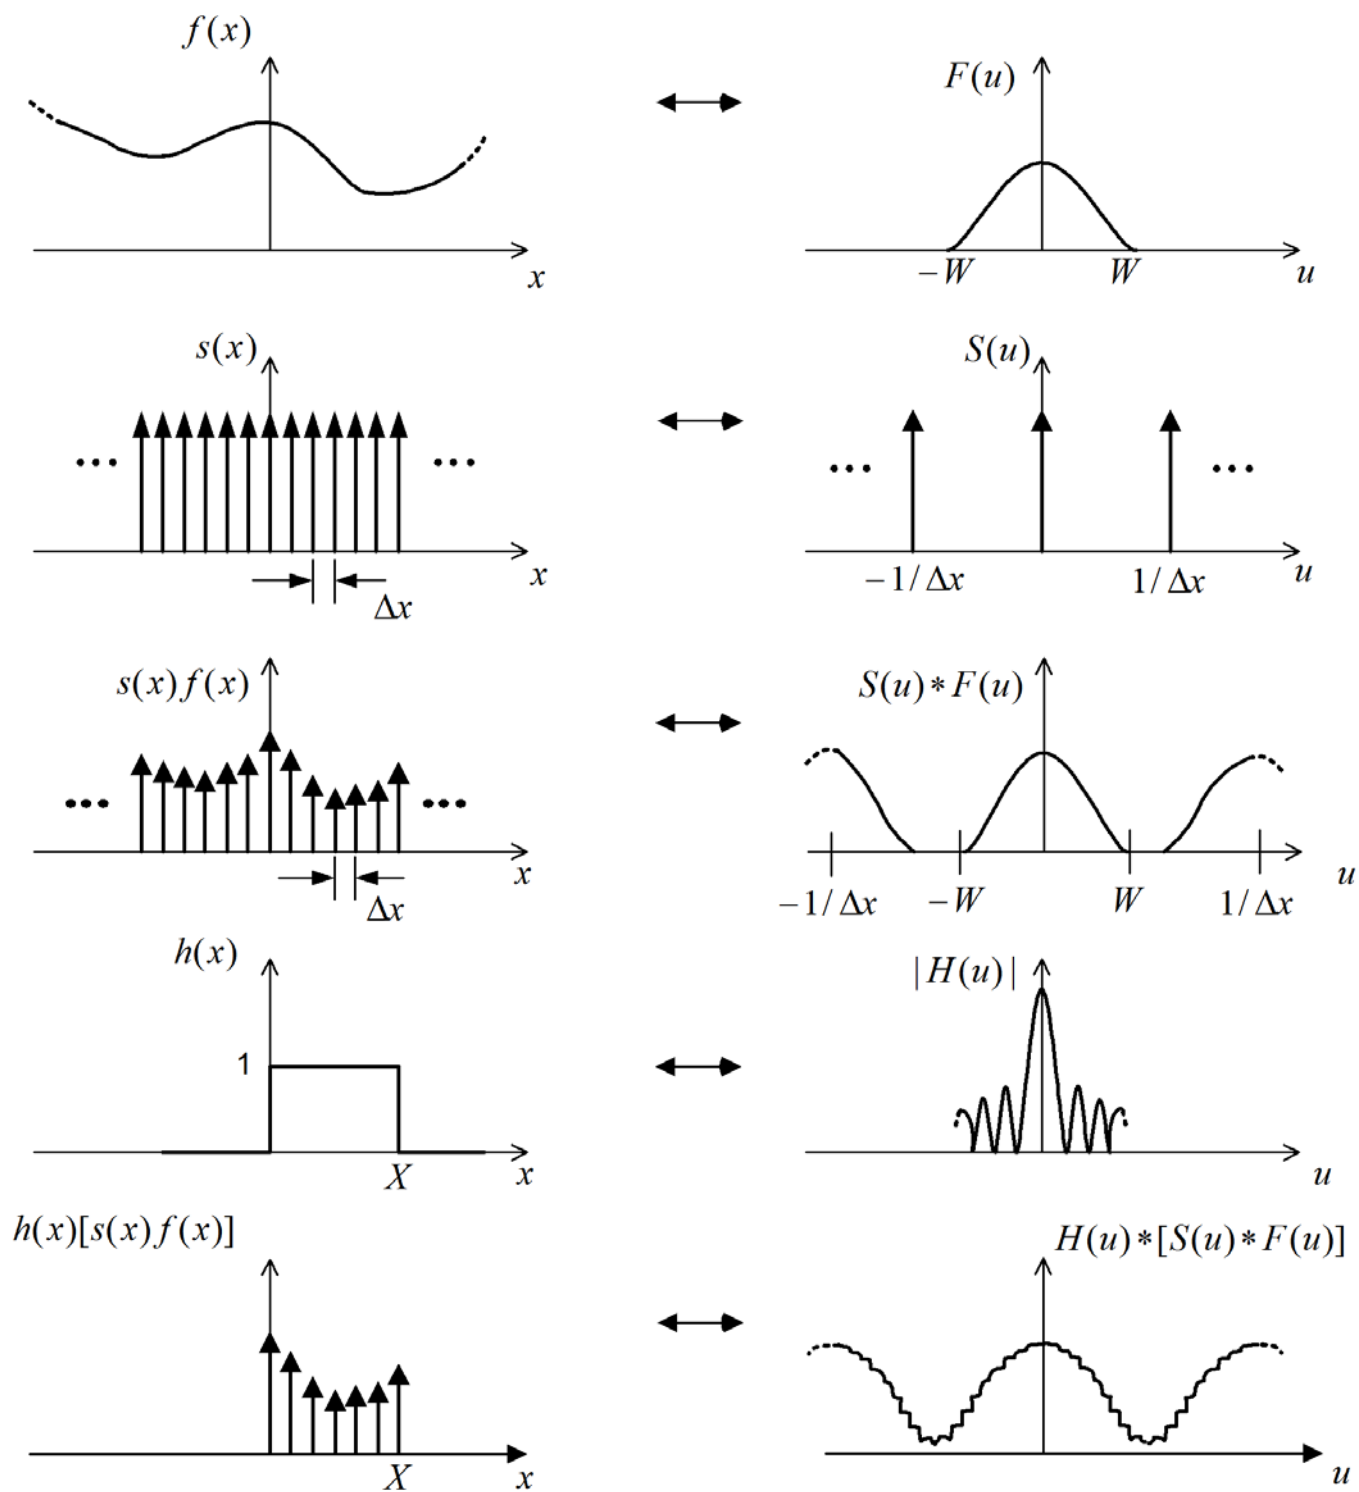 f(x)
F(u)
x
−W
W
u
s(x)
S(u)
x
Δx
−1/Δx
1/Δx
u
s(x)f(x)
S(u)∗F(u)
x
Δx
−1/Δx
−W
W
1/Δx
u
h(x)
|H(u)|
1
X
x
u
h(x)[s(x)f(x)]
H(u)∗[S(u)∗F(u)]
X
x
u